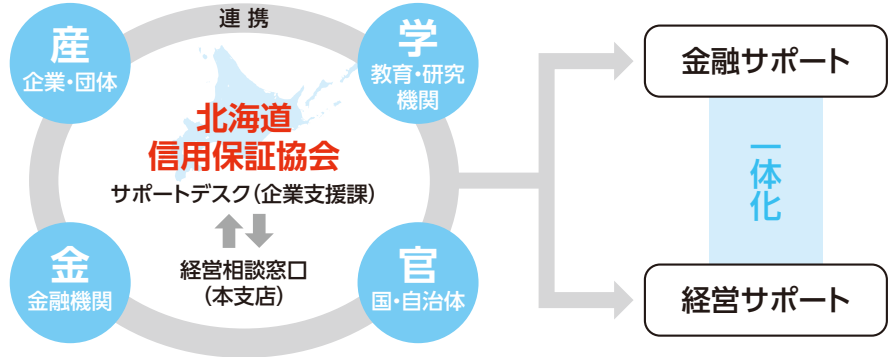 連 携
産
企業・団体
学
教育・研究
機関
北海道
信用保証協会
サポートデスク(企業支援課)
経営相談窓口
(本支店)
金
金融機関
官
国・自治体
金融サポート
一体化
経営サポート